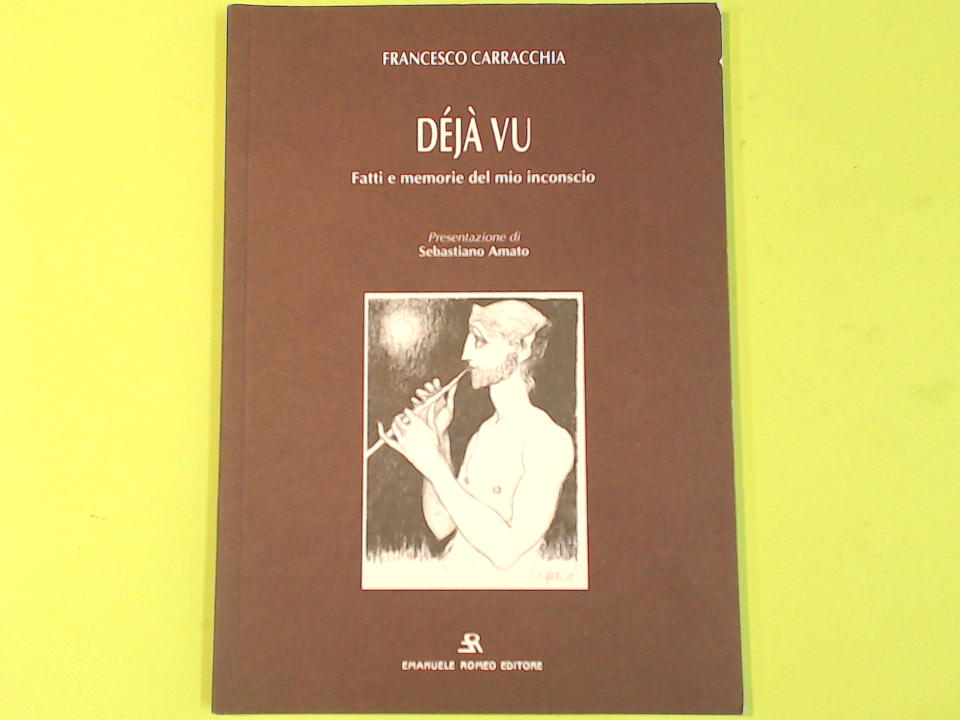 FRANCESCO CARRACCHIA
DÉJÀ VU
Fatti e memorie del mio inconscio
Presentazione di
Sebastiano Amato
EMANUELE ROMEO EDITORE